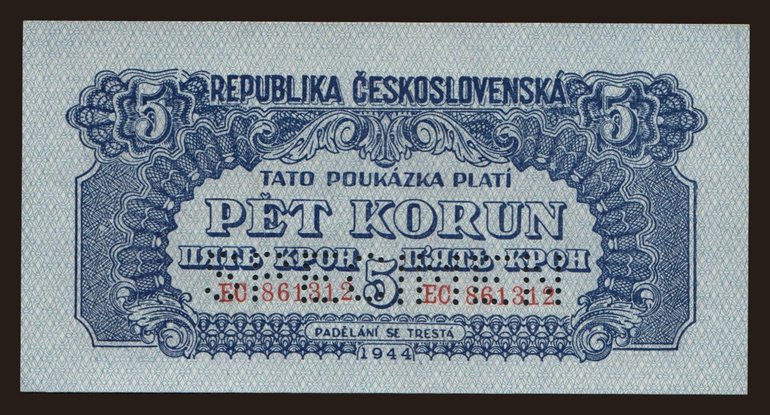 5 REPUBLIKA ČESKOSLOVENSKÁ 5
TATO POUKÁZKA PLATÍ
PĚT KORUN
ПЯТЬ КРОН П'ЯТЬ КРОН
EC 861312 5 EC 861312
PADĚLÁNÍ SE TRESTÁ
1944